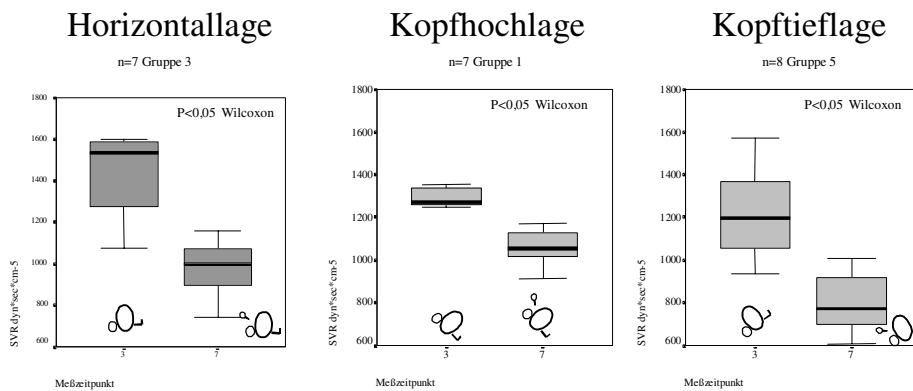 Horizontallage
n=7 Gruppe 3
P<0,05 Wilcoxon
1800
1600
1400
1200
1000
800
600
SVR dyn*sec*cm-5
3
7
Meßzeitpunkt
Kopfhochlage
n=7 Gruppe 1
P<0,05 Wilcoxon
1800
1600
1400
1200
1000
800
600
SVR dyn*sec*cm-5
3
7
Meßzeitpunkt
Kopftieflage
n=8 Gruppe 5
P<0,05 Wilcoxon
1800
1600
1400
1200
1000
800
600
SVR dyn*sec*cm-5
3
7
Meßzeitpunkt